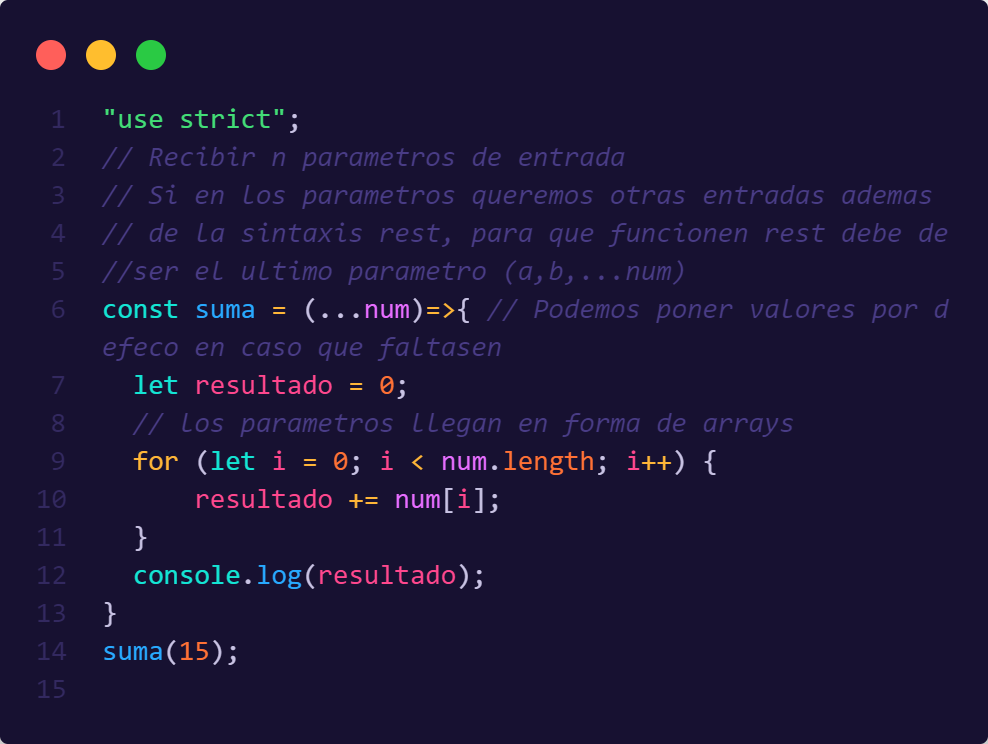 1 "use strict";
2 // Recibir n parametros de entrada
3 // Si en los parametros queremos otras entradas ademas
4 // de la sintaxis rest, para que funcionen rest debe de
5 //ser el ultimo parametro (a,b,...num)
6 const suma = (...num)=>{ // Podemos poner valores por d
efeco en caso que faltasen
7 let resultado = 0;
8 // los parametros llegan en forma de arrays
9 for (let i = 0; i < num.length; i++) {
10 resultado += num[i];
11 }
12 console.log(resultado);
13 }
14 suma(15);
15